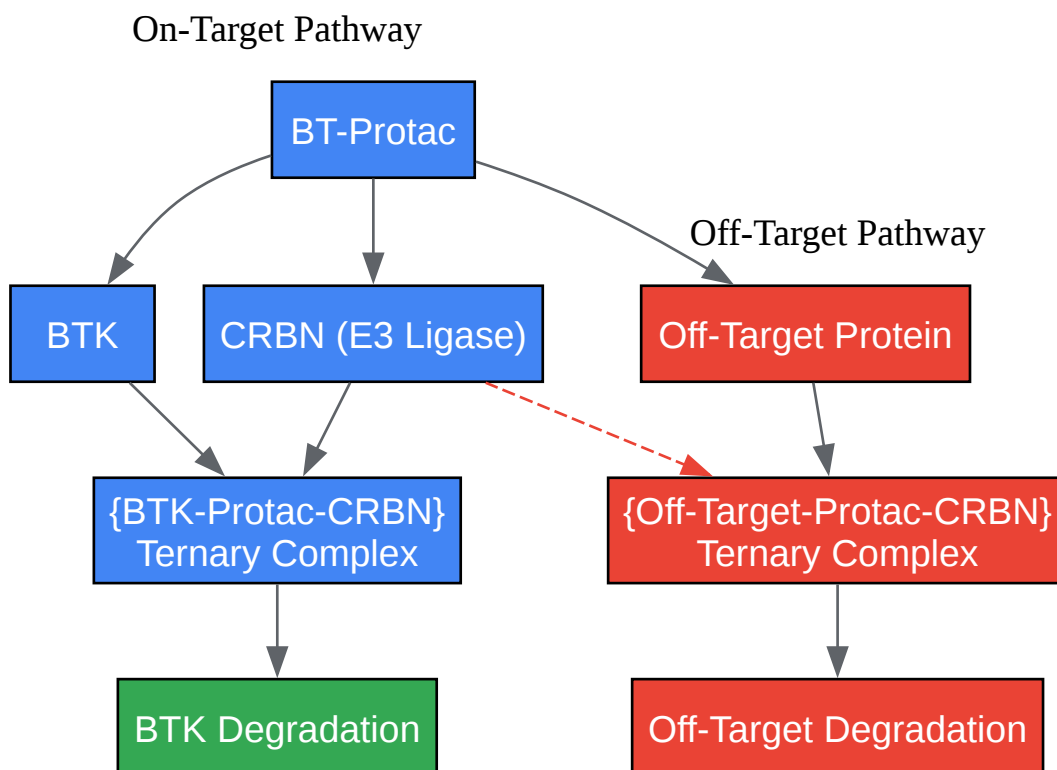 On-Target Pathway
BT-Protac
Off-Target Pathway
BTK
CRBN (E3 Ligase)
Off-Target Protein
{BTK-Protac-CRBN}
Ternary Complex
{Off-Target-Protac-CRBN}
Ternary Complex
BTK Degradation
Off-Target Degradation